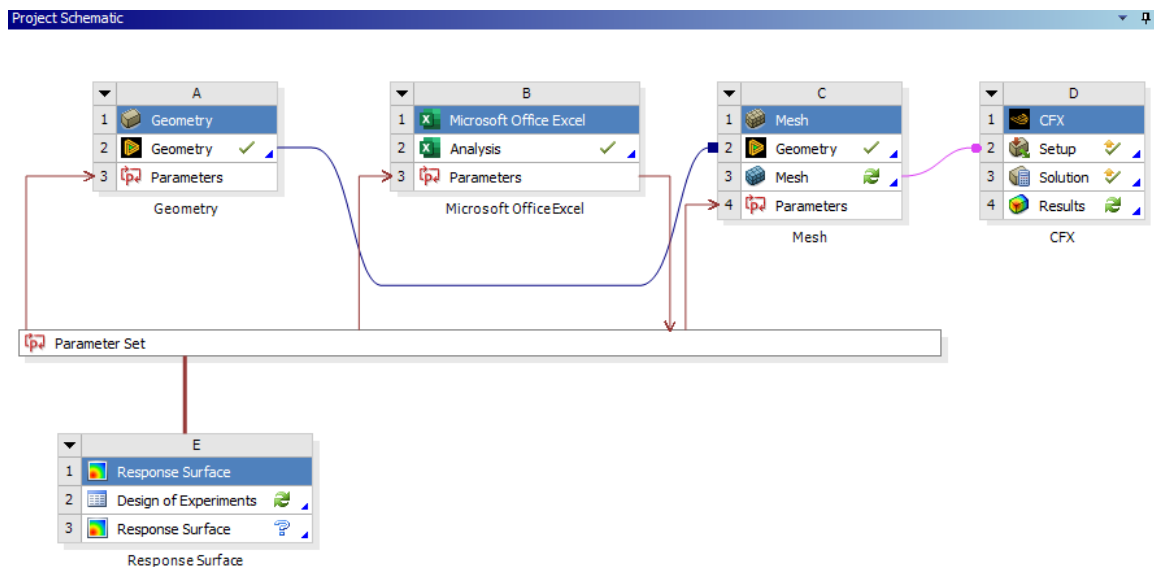 Project Schematic
A
1 Geometry
2 Geometry
3 Parameters
Geometry
B
1 Microsoft Office Excel
2 Analysis
3 Parameters
Microsoft Office Excel
C
1 Mesh
2 Geometry
3 Mesh
4 Parameters
Mesh
D
1 CFX
2 Setup
3 Solution
4 Results
CFX
Parameter Set
E
1 Response Surface
2 Design of Experiments
3 Response Surface
Response Surface